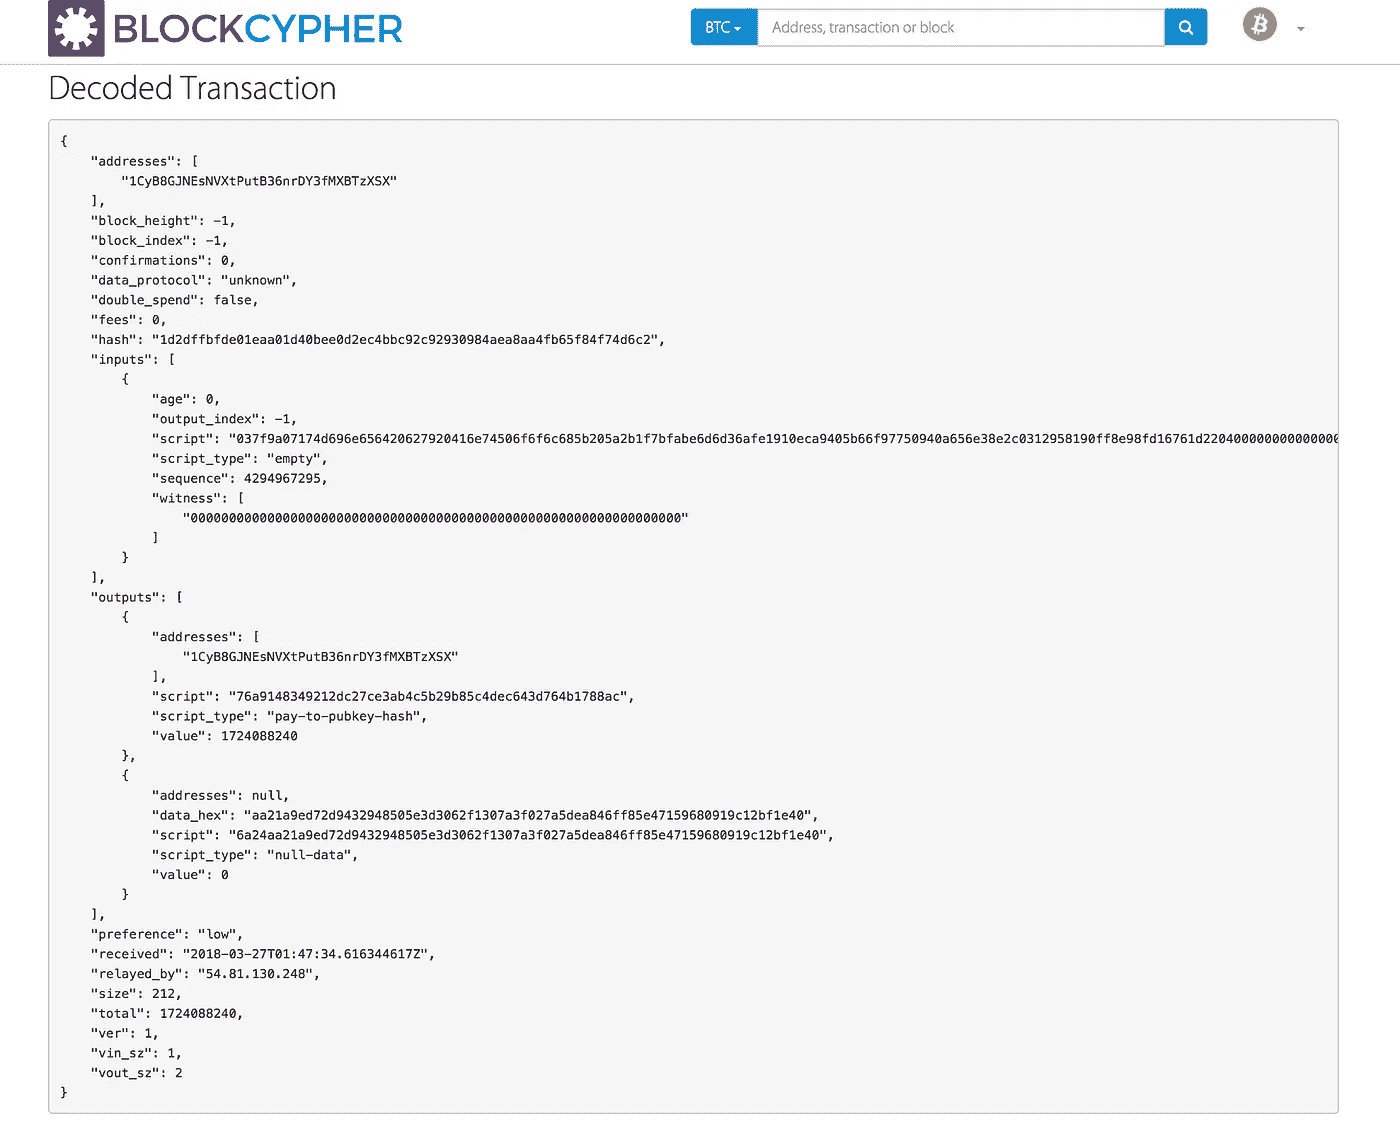 BLOCKCYPHER
BTC
Address, transaction or block
Decoded Transaction
{
    "addresses": [
        "1CyB8GJNEsNVXtPutB36nrDY3fMXBTzXSX"
    ],
    "block_height": -1,
    "block_index": -1,
    "confirmations": 0,
    "data_protocol": "unknown",
    "double_spend": false,
    "fees": 0,
    "hash": "1d2dffbfde01eaa01d40bee0d2ec4bbc92c92930984aea8aa4fb65f84f74d6c2",
    "inputs": [
        {
            "age": 0,
            "output_index": -1,
            "script": "037f9a07174d696e656420627920416e74506f6f6c685b205a2b1f7bfabe6d6d36afe1910eca9405b66f97750940a656e38e2c0312958190ff8e98fd16761d220400000000000000
            "script_type": "empty",
            "sequence": 4294967295,
            "witness": [
                "0000000000000000000000000000000000000000000000000000000000000000"
            ]
        }
    ],
    "outputs": [
        {
            "addresses": [
                "1CyB8GJNEsNVXtPutB36nrDY3fMXBTzXSX"
            ],
            "script": "76a9148349212dc27ce3ab4c5b29b85c4dec643d764b1788ac",
            "script_type": "pay-to-pubkey-hash",
            "value": 1724088240
        },
        {
            "addresses": null,
            "data_hex": "aa21a9ed72d9432948505e3d3062f1307a3f027a5dea846ff85e47159680919c12bf1e40",
            "script": "6a24aa21a9ed72d9432948505e3d3062f1307a3f027a5dea846ff85e47159680919c12bf1e40",
            "script_type": "null-data",
            "value": 0
        }
    ],
    "preference": "low",
    "received": "2018-03-27T01:47:34.616344617Z",
    "relayed_by": "54.81.130.248",
    "size": 212,
    "total": 1724088240,
    "ver": 1,
    "vin_sz": 1,
    "vout_sz": 2
}